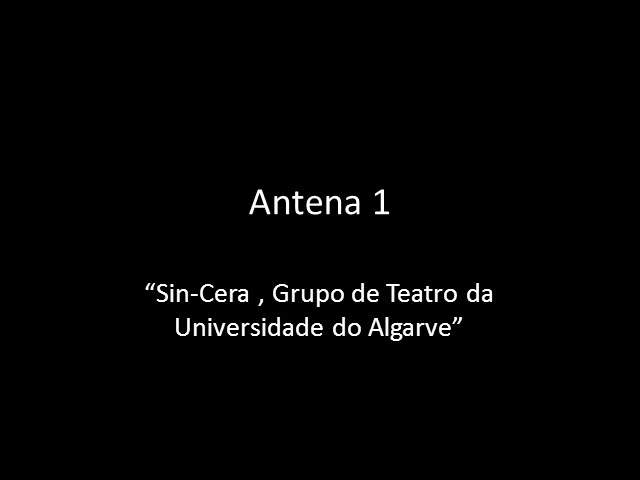 Antena 1
“Sin-Cera , Grupo de Teatro da
Universidade do Algarve”